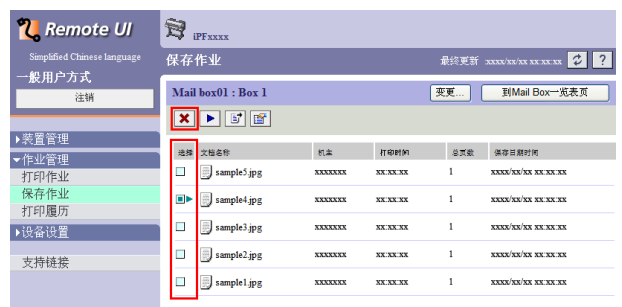 Remote UI
iPFxxxx
Simplified Chinese language
一般用户方式
注销
保存作业
最终更新 xxxx/xx/xx xx:xx:xx
?
Mail box01 : Box 1
变更...
到Mail Box一览表页
装置管理
作业管理
打印作业
保存作业
打印履历
设备设置
支持链接
选择 文档名称 机主 打印时间 总页数 保存日期时间
sample5.jpg xxxxxxx xx:xx:xx 1 xxxx/xx/xx xx:xx:xx
sample4.jpg xxxxxxx xx:xx:xx 1 xxxx/xx/xx xx:xx:xx
sample3.jpg xxxxxxx xx:xx:xx 1 xxxx/xx/xx xx:xx:xx
sample2.jpg xxxxxxx xx:xx:xx 1 xxxx/xx/xx xx:xx:xx
sample1.jpg xxxxxxx xx:xx:xx 1 xxxx/xx/xx xx:xx:xx